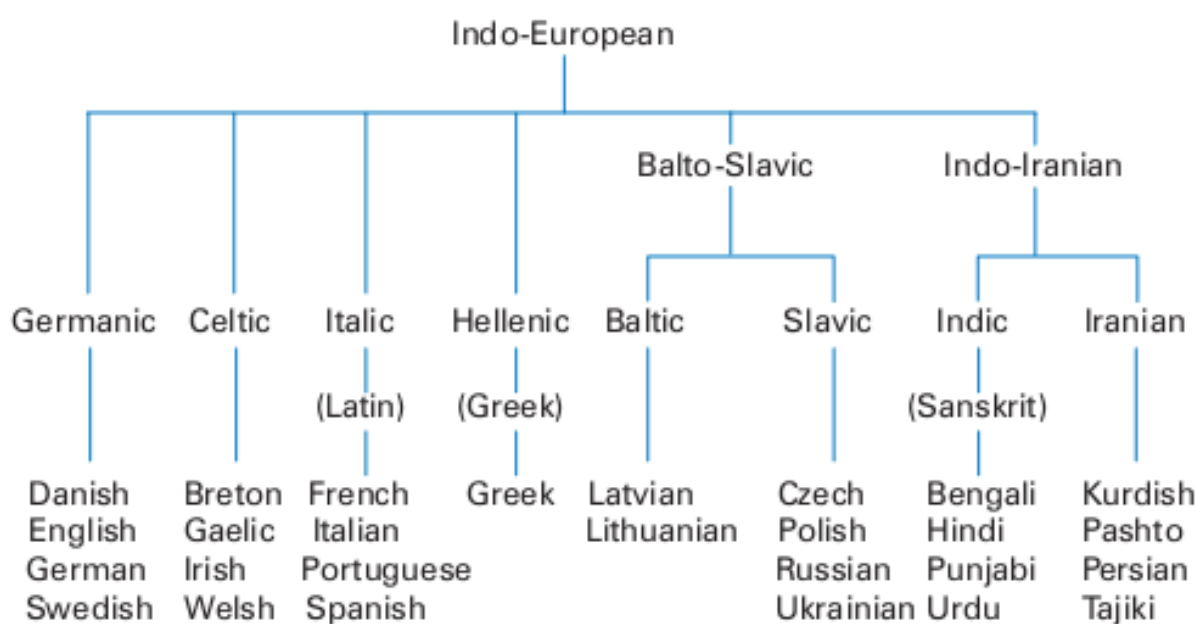 Indo-European
Balto-Slavic Indo-Iranian
Germanic Celtic Italic Hellenic Baltic Slavic Indic Iranian
(Latin) (Greek) (Sanskrit)
Danish Breton French Greek Latvian Czech Bengali Kurdish
English Gaelic Italian Lithuanian Polish Hindi Pashto
German Irish Portuguese Russian Punjabi Persian
Swedish Welsh Spanish Ukrainian Urdu Tajiki